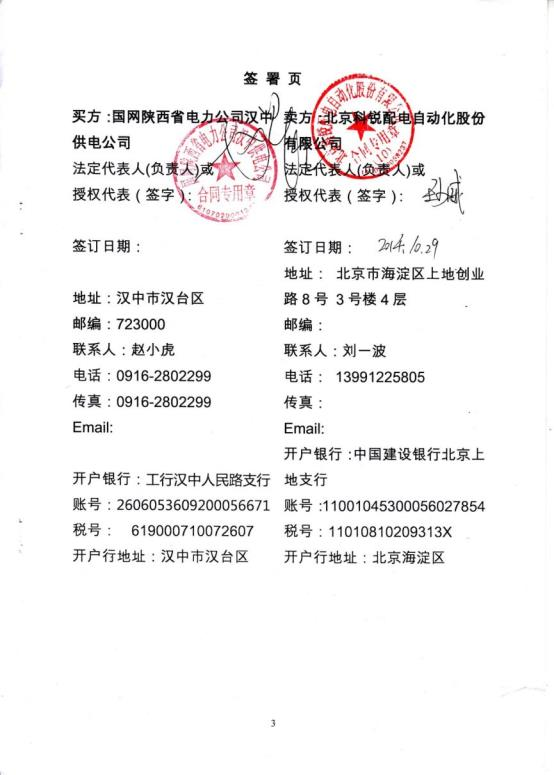 签 署 页
买方：国网陕西省电力公司汉中
供电公司
法定代表人(负责人)或
授权代表（签字）：
合同专用章
签订日期：
地址：汉中市汉台区
邮编：723000
联系人：赵小虎
电话：0916-2802299
传真：0916-2802299
Email:
开户银行：工行汉中人民路支行
账号：2606053609200056671
税号： 619000710072607
开户行地址：汉中市汉台区
卖方：北京科锐配电自动化股份
有限公司
法定代表人(负责人)或
授权代表（签字）：
合同专用章
签订日期： 2014.10.29
地址： 北京市海淀区上地创业
路8号 3号楼4层
邮编：
联系人：刘一波
电话： 13991225805
传真：
Email:
开户银行：中国建设银行北京上
地支行
账号：11001045300056027854
税号：11010810209313X
开户行地址：北京海淀区
3